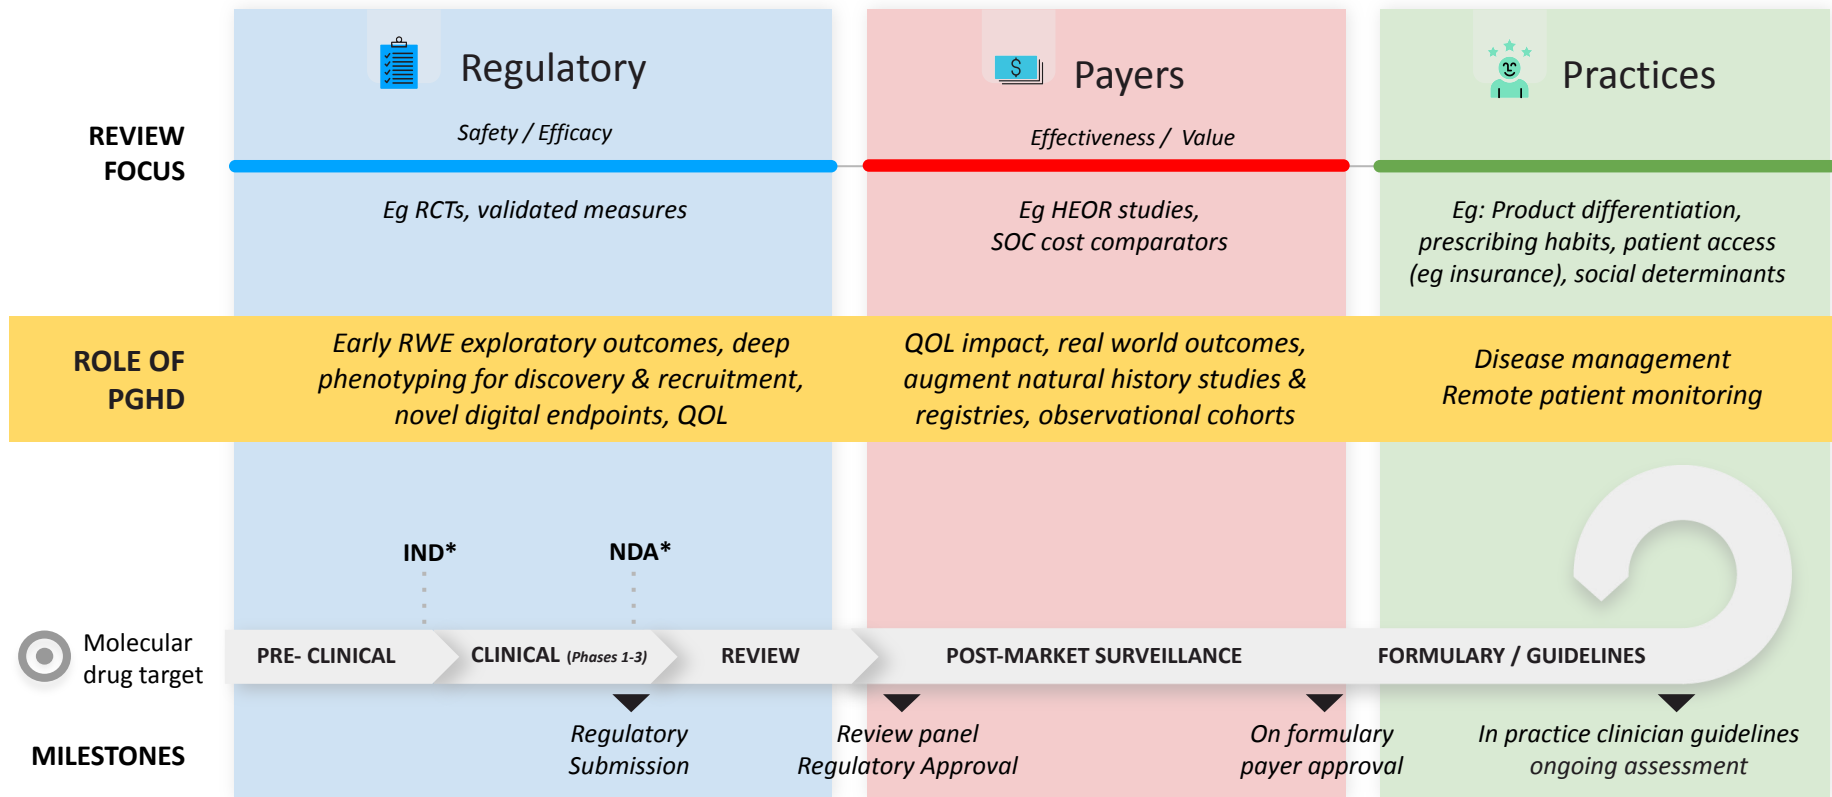 Regulatory
Payers
Practices
REVIEW
FOCUS
Safety / Efficacy
Effectiveness / Value
Eg RCTs, validated measures
Eg HEOR studies,
SOC cost comparators
Eg: Product differentiation,
prescribing habits, patient access
(eg insurance), social determinants
ROLE OF
PGHD
Early RWE exploratory outcomes, deep
phenotyping for discovery & recruitment,
novel digital endpoints, QOL
QOL impact, real world outcomes,
augment natural history studies &
registries, observational cohorts
Disease management
Remote patient monitoring
IND*
NDA*
Molecular
drug target
PRE- CLINICAL
CLINICAL (Phases 1-3)
REVIEW
POST-MARKET SURVEILLANCE
FORMULARY / GUIDELINES
MILESTONES
Regulatory
Submission
Review panel
Regulatory Approval
On formulary
payer approval
In practice clinician guidelines
ongoing assessment
$